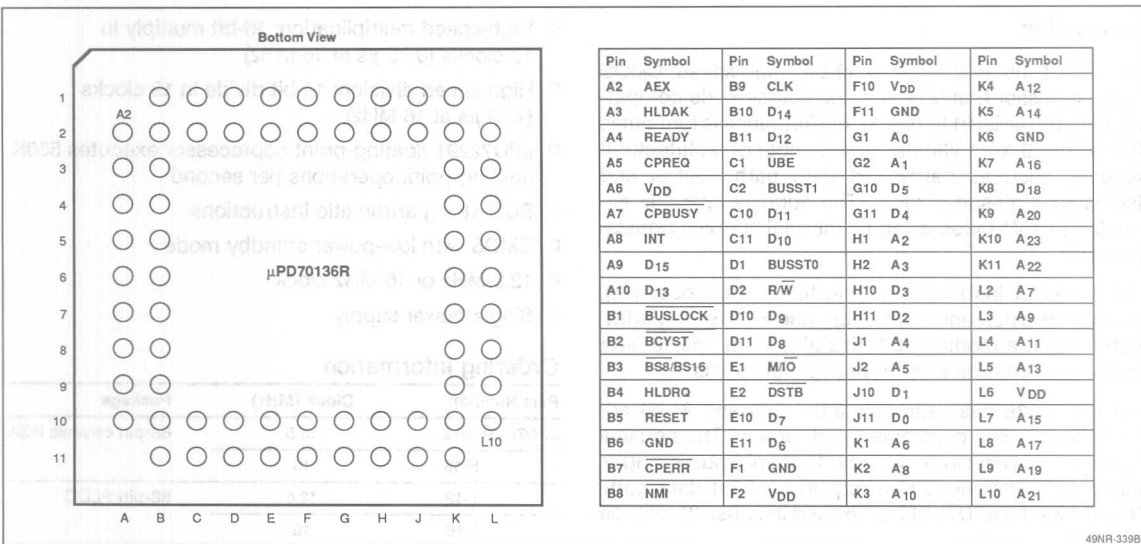 Bottom View
1
A2
2
3
4
5
6
µPD70136R
7
8
9
10
L10
11
A B C D E F G H J K L
Pin Symbol Pin Symbol Pin Symbol Pin Symbol
A2 AEX B9 CLK F10 VDD K4 A12
A3 HLDAK B10 D14 F11 GND K5 A14
A4 READY B11 D12 G1 A0 K6 GND
A5 CPREQ C1 UBE G2 A1 K7 A16
A6 VDD C2 BUSST1 G10 D5 K8 D18
A7 CPBUSY C10 D11 G11 D4 K9 A20
A8 INT C11 D10 H1 A2 K10 A23
A9 D15 D1 BUSST0 H2 A3 K11 A22
A10 D13 D2 R/W H10 D3 L2 A7
B1 BUSLOCK D10 D9 H11 D2 L3 A9
B2 BCYST D11 D8 J1 A4 L4 A11
B3 BS8/BS16 E1 M/IO J2 A5 L5 A13
B4 HLDRQ E2 DSTB J10 D1 L6 VDD
B5 E10 D7 J11 D0 L7 A15
B6 GND E11 D6 K1 A6 L8 A17
B7 CPERR F1 GND K2 A8 L9 A19
B8 NMI F2 VDD K3 A10 L10 A21
49NR-339B